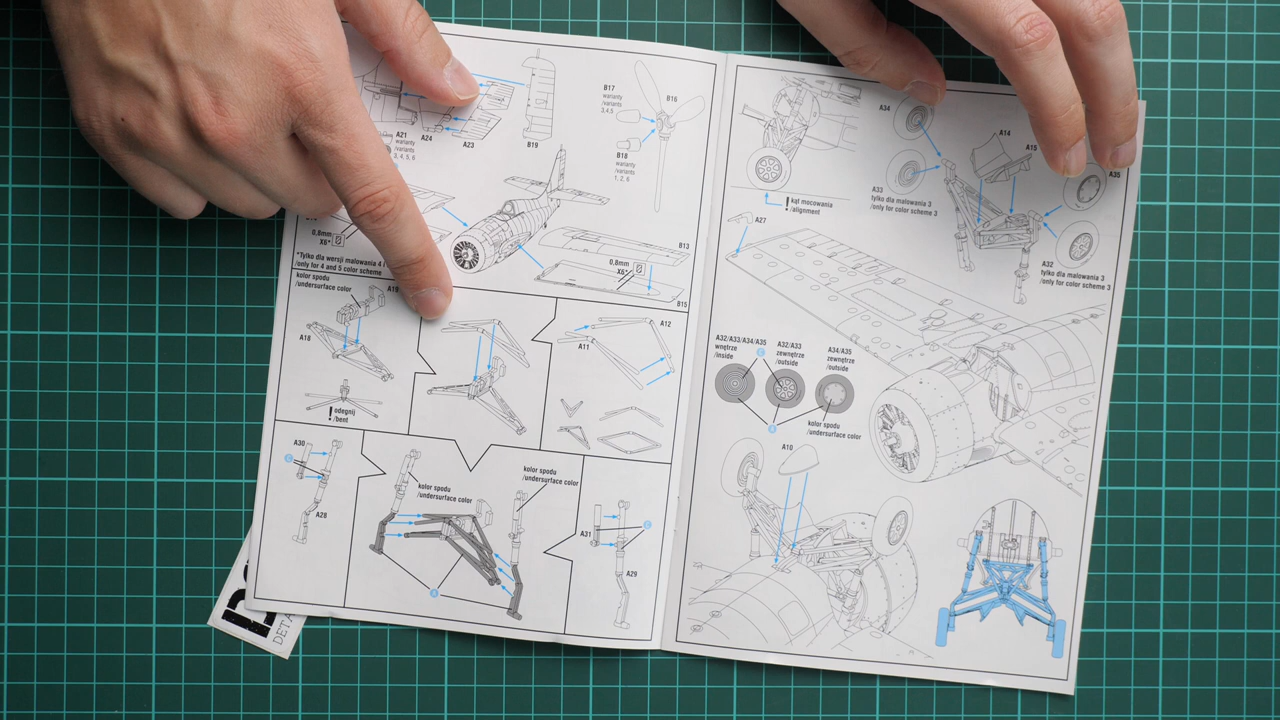 A21
warianty
/variants
3, 4, 5, 6
A24
A23
B19
B17
warianty
/variants
3,4,5
B16
B18
warianty
/variants
1, 2, 6
0,8mm
X6*
*Tylko dla wersji malowania 4 i
/only for 4 and 5 color scheme
B13
0,8mm
X6*
B15
kolor spodu
/undersurface color
A18
! odegnij
/bent
A12
A11
A30
A28
kolor spodu
/undersurface color
kolor spodu
/undersurface color
A31
A29
! kąt mocowania
/alignment
A34
A33
tylko dla malowania 3
/only for color scheme 3
A14
A15
A35
A32
tylko dla malowania 3
/only for color scheme 3
A27
A32/A33/A34/A35
wnętrze
/inside
A32/A33
zewnętrze
/outside
A34/A35
zewnętrze
/outside
kolor spodu
/undersurface color
A10
DETA